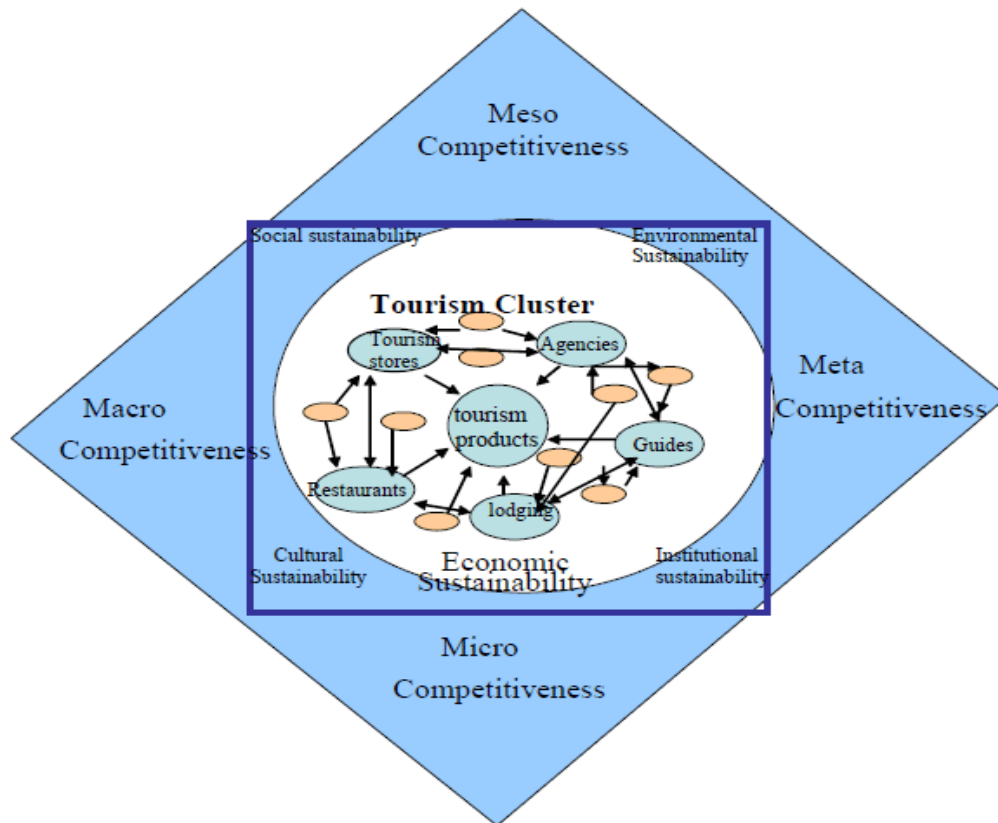 Meso
Competitiveness
Social sustainability
Environmental
Sustainability
Tourism Cluster
Tourism
stores
Agencies
Meta
Competitiveness
Macro
Competitiveness
tourism
products
Guides
Restaurants
lodging
Cultural
Sustainability
Economic
Sustainability
Institutional
sustainability
Micro
Competitiveness